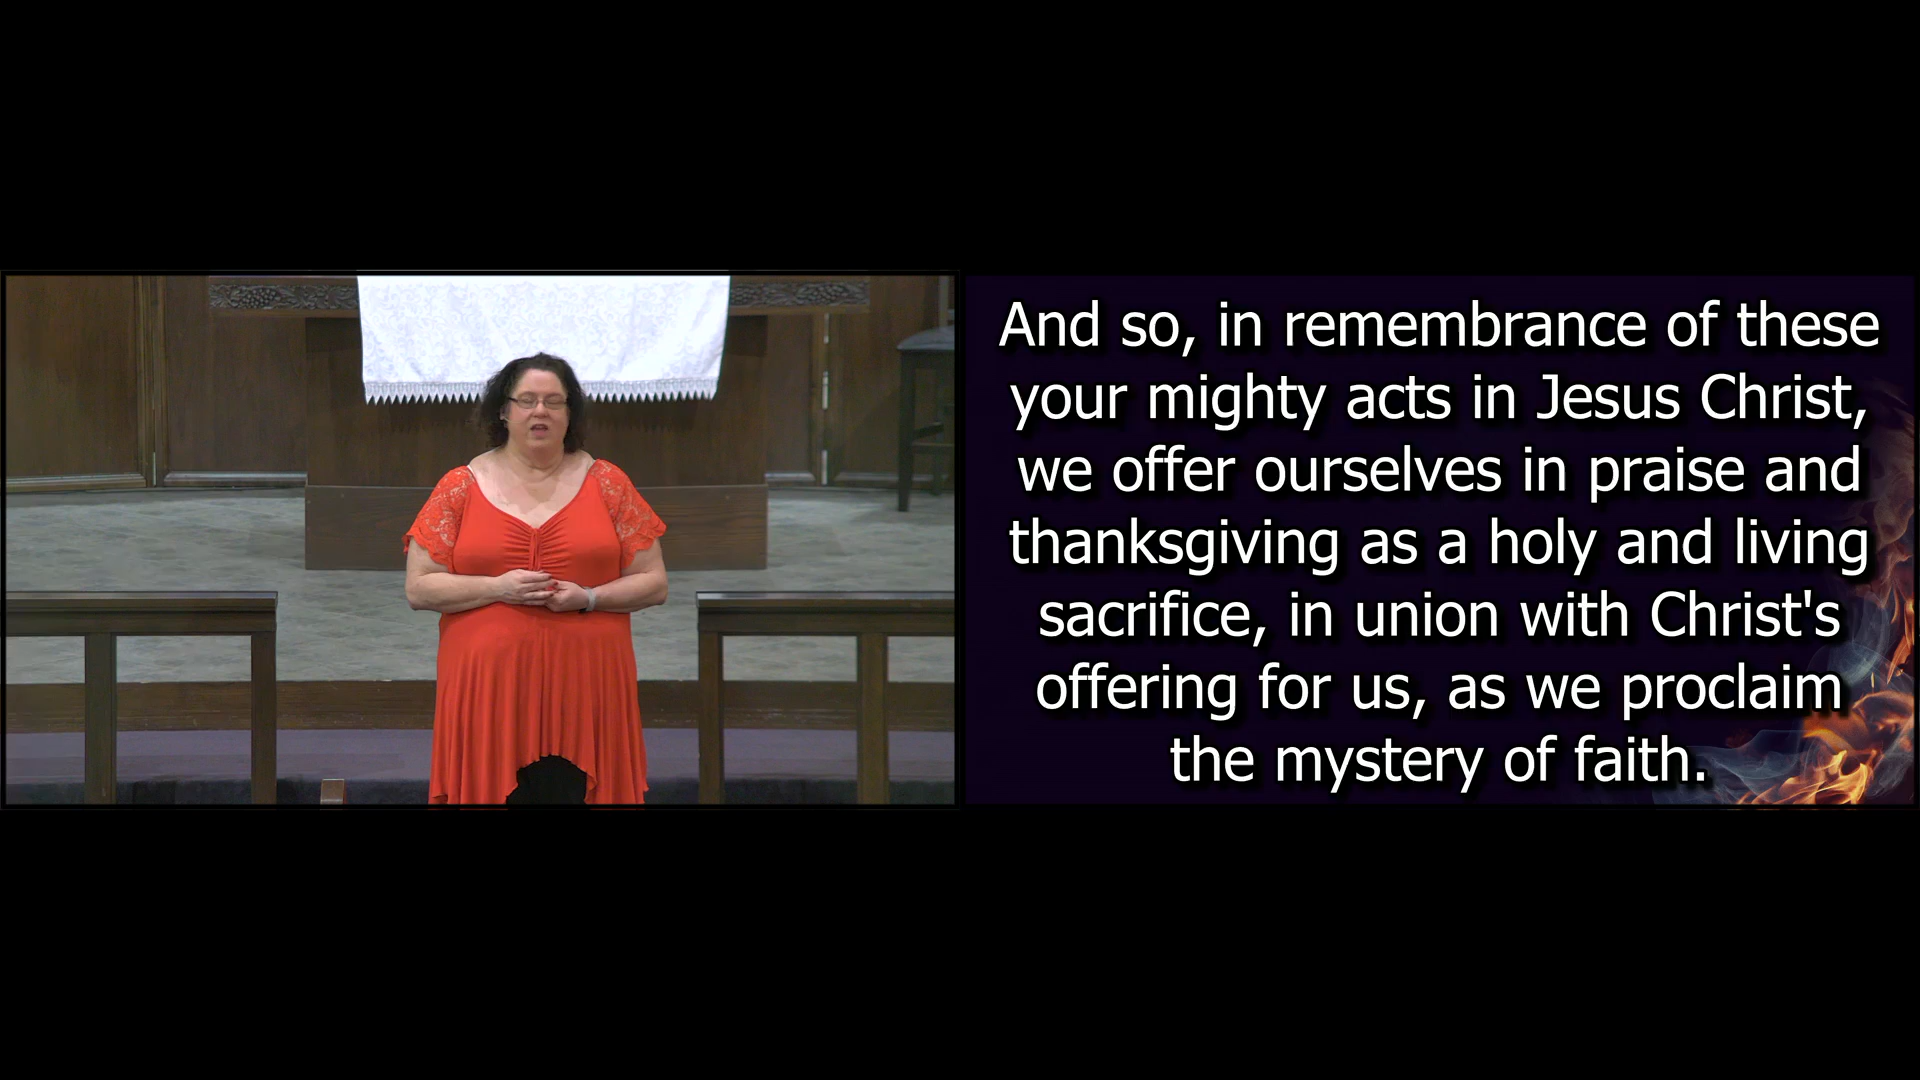 And so, in remembrance of these
your mighty acts in Jesus Christ,
we offer ourselves in praise and
thanksgiving as a holy and living
sacrifice, in union with Christ's
offering for us, as we proclaim
the mystery of faith.